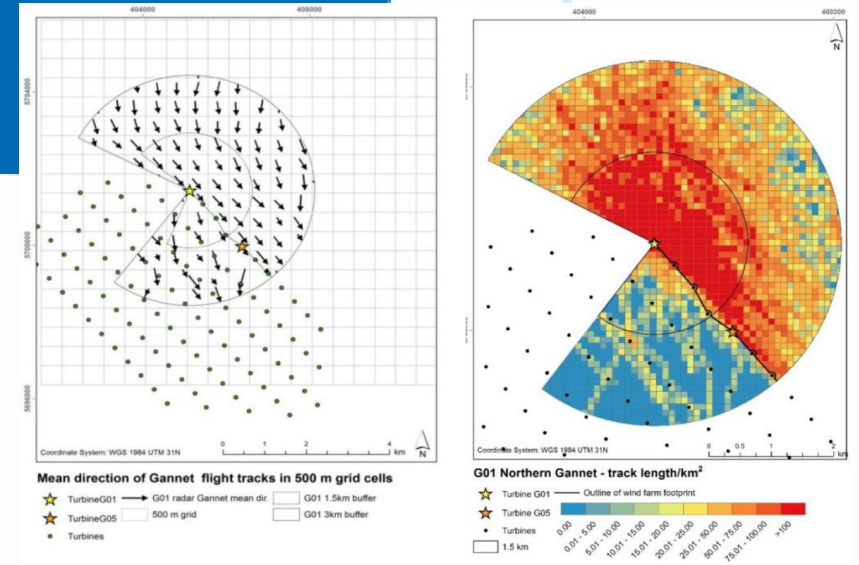 404000
408000
N
5704000
5700000
5696000
Coordinate System: WGS 1984 UTM 31N
0 1 2 4
km
N
Mean direction of Gannet flight tracks in 500 m grid cells
TurbineG01
G01 radar Gannet mean dir.
G01 1.5km buffer
TurbineG05
500 m grid
G01 3km buffer
Turbines
404000
408000
Coordinate System: WGS 1984 UTM 31N
0 0.5 1 2
km
G01 Northern Gannet - track length/km²
Turbine G01
Outline of wind farm footprint
Turbine G05
Turbines
1.5 km
0.00
0.01 - 5.00
5.01 - 10.00
10.01 - 15.00
15.01 - 20.00
20.01 - 25.00
25.01 - 50.00
50.01 - 75.00
75.01 - 100.00
>100